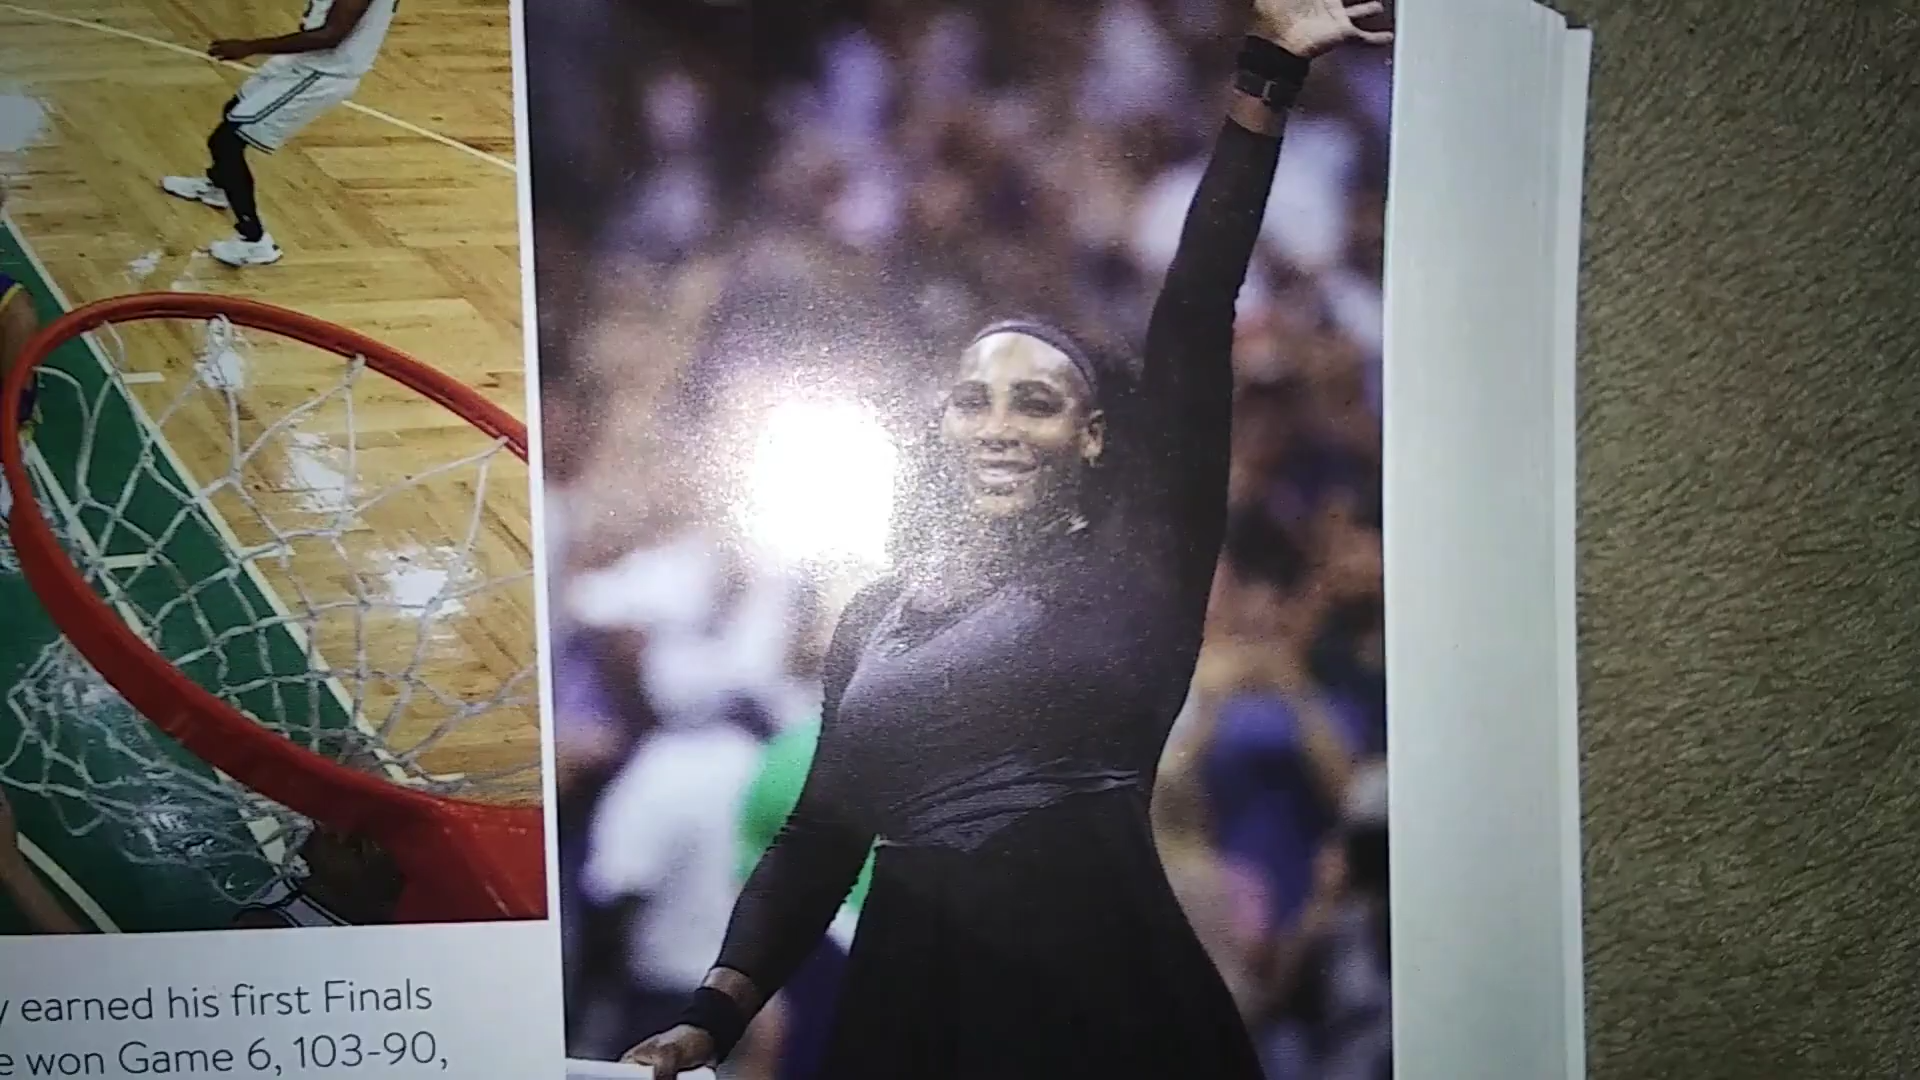 earned his first Finals
won Game 6, 103-90,